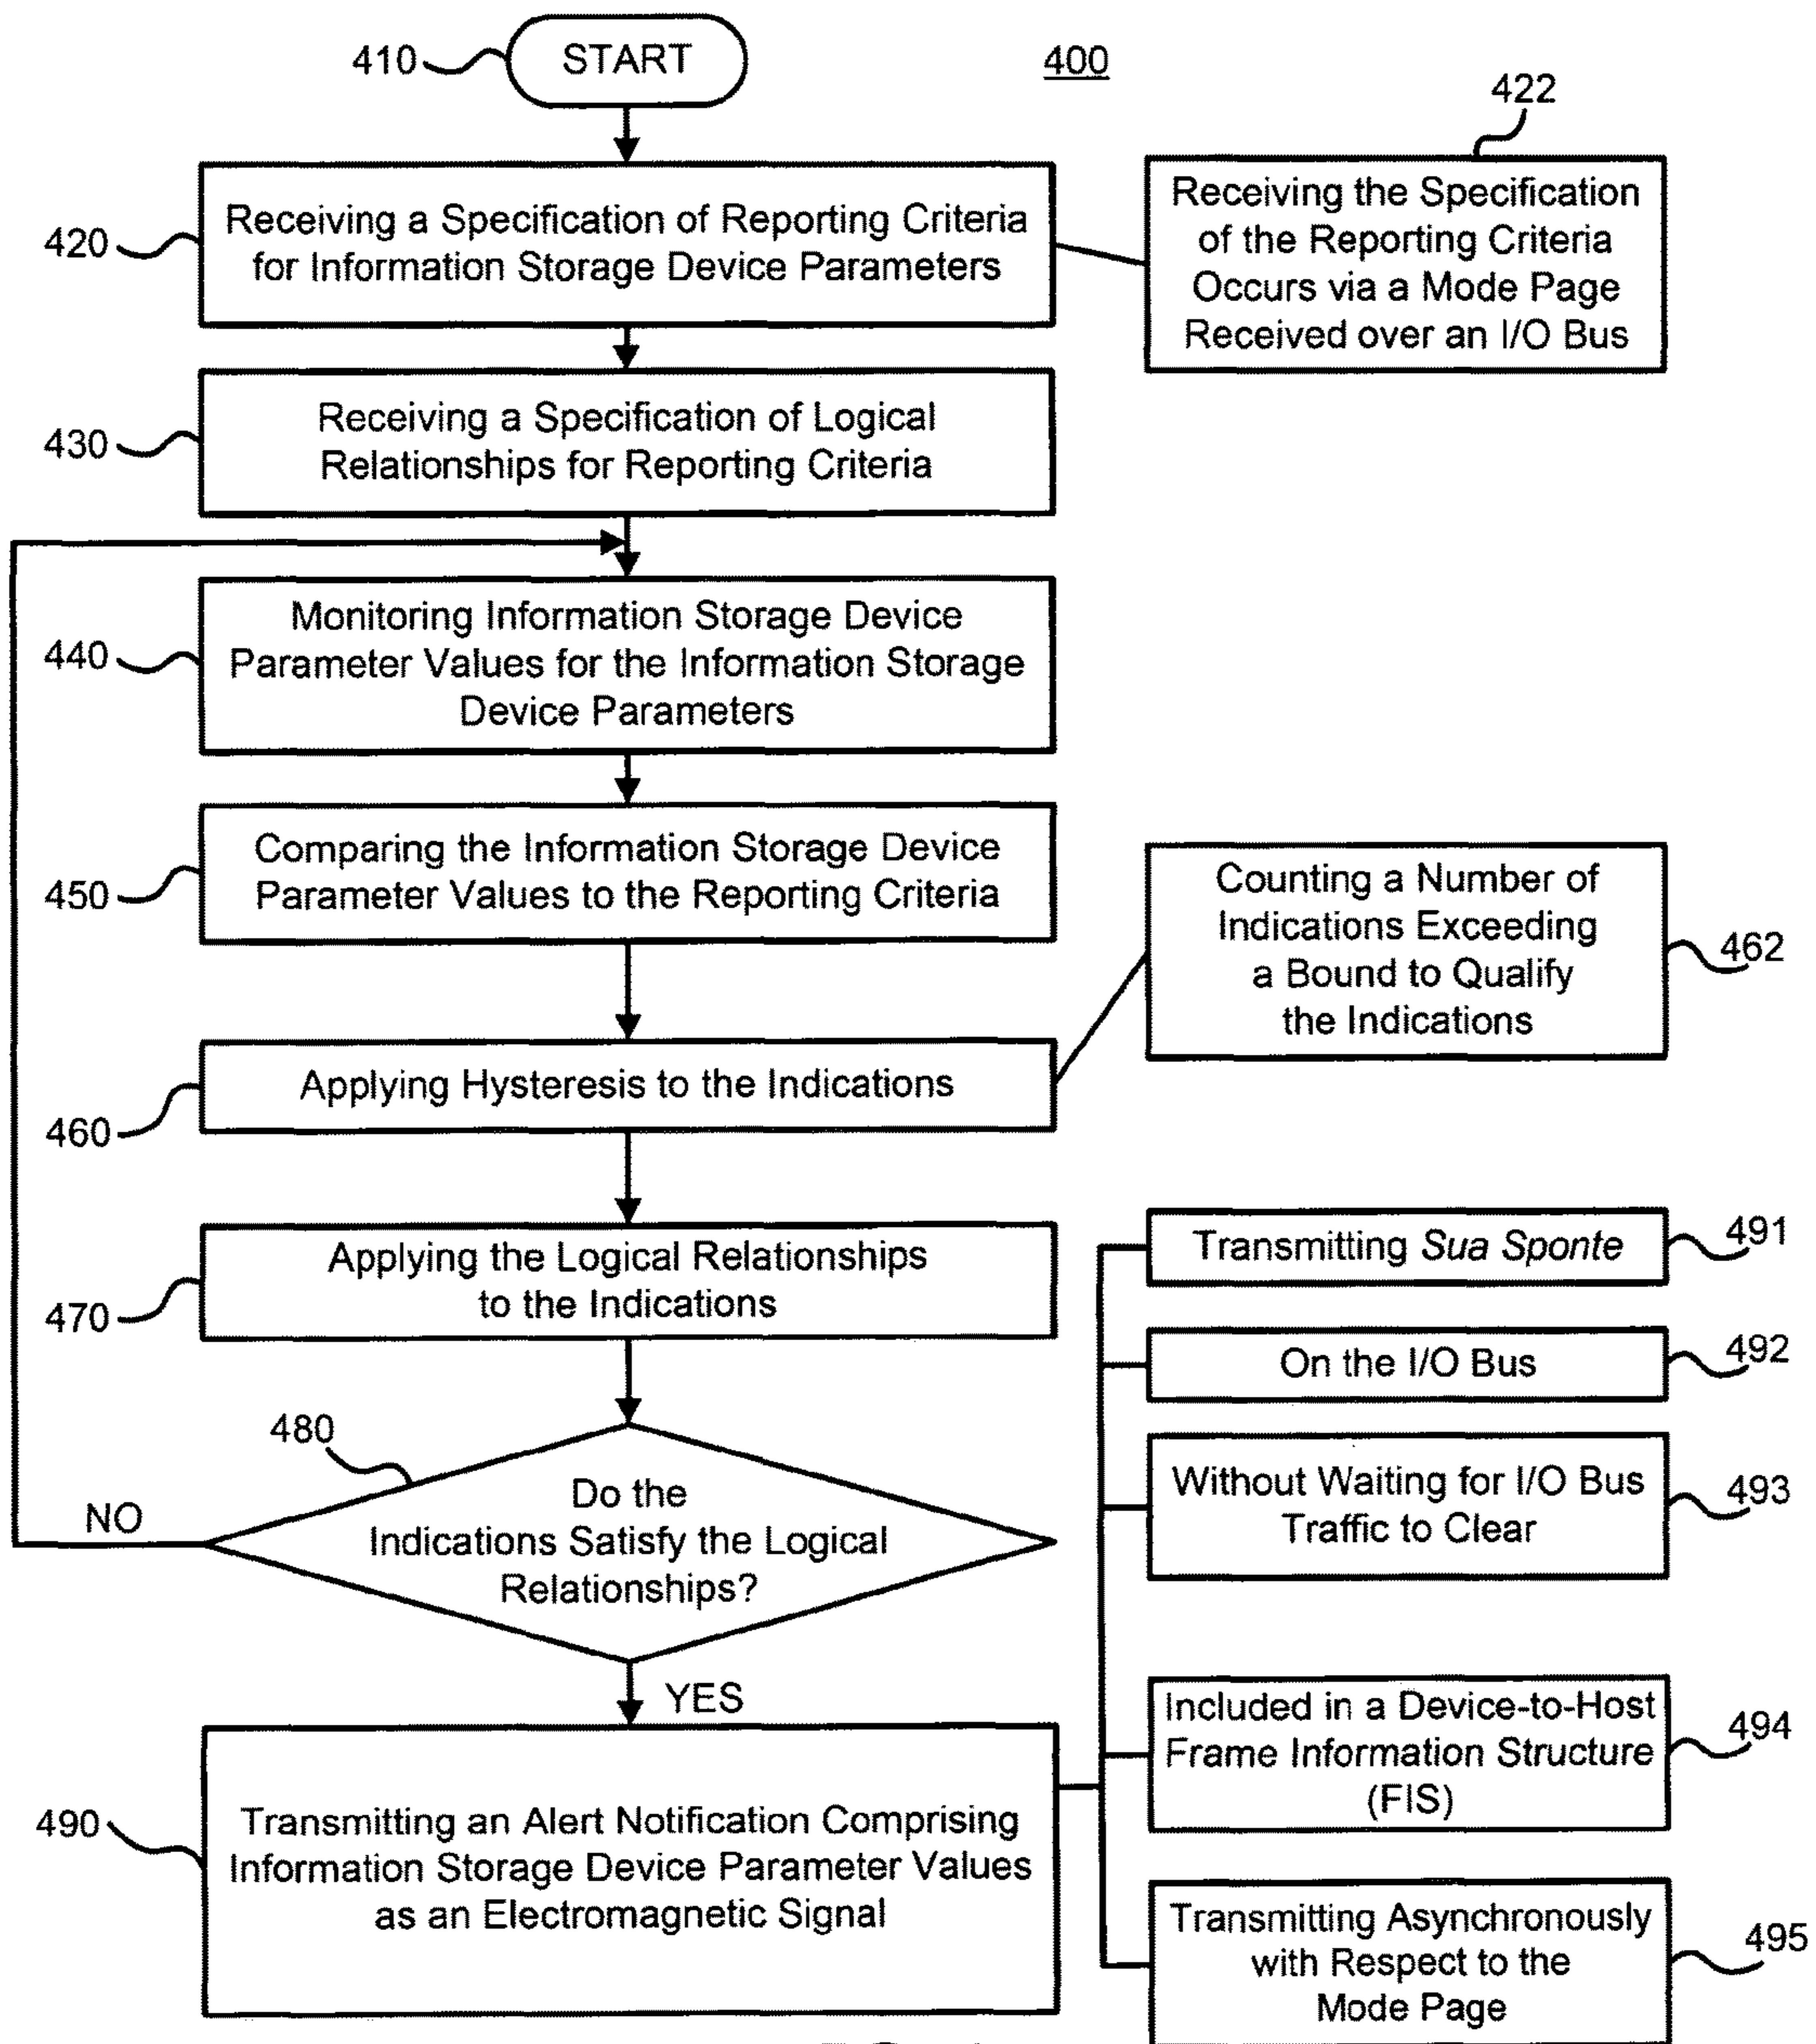 410
START
400
422
420
Receiving a Specification of Reporting Criteria
for Information Storage Device Parameters
Receiving the Specification
of the Reporting Criteria
Occurs via a Mode Page
Received over an I/O Bus
430
Receiving a Specification of Logical
Relationships for Reporting Criteria
440
Monitoring Information Storage Device
Parameter Values for the Information Storage
Device Parameters
450
Comparing the Information Storage Device
Parameter Values to the Reporting Criteria
Counting a Number of
Indications Exceeding
a Bound to Qualify
the Indications
462
460
Applying Hysteresis to the Indications
470
Applying the Logical Relationships
to the Indications
Transmitting Sua Sponte
491
On the I/O Bus
492
Without Waiting for I/O Bus
Traffic to Clear
493
480
Do the
Indications Satisfy the Logical
Relationships?
NO
YES
Included in a Device-to-Host
Frame Information Structure
(FIS)
494
490
Transmitting an Alert Notification Comprising
Information Storage Device Parameter Values
as an Electromagnetic Signal
Transmitting Asynchronously
with Respect to the
Mode Page
495